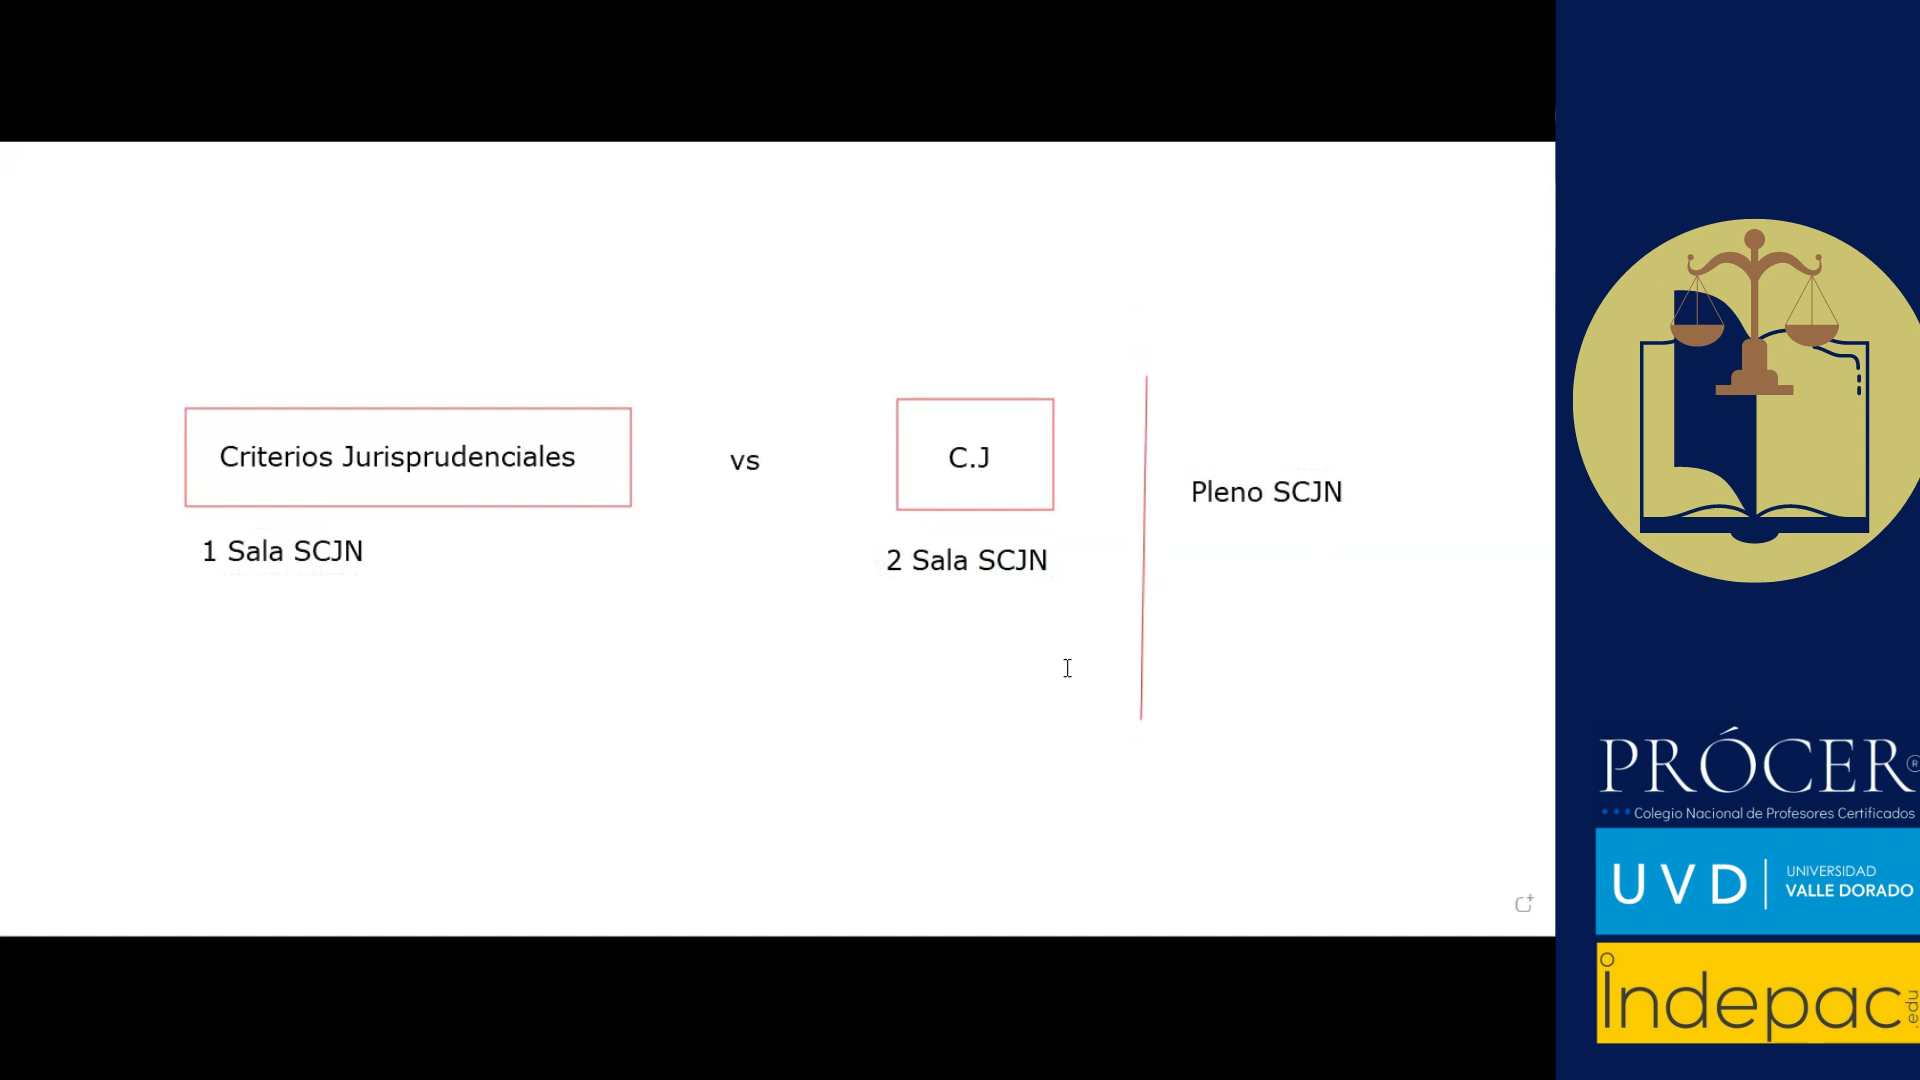 Criterios Jurisprudenciales
vs
C.J
1 Sala SCJN
2 Sala SCJN
Pleno SCJN
PRÓCER®
Colegio Nacional de Profesores Certificados
UVD
UNIVERSIDAD
VALLE DORADO
indepac
.edu